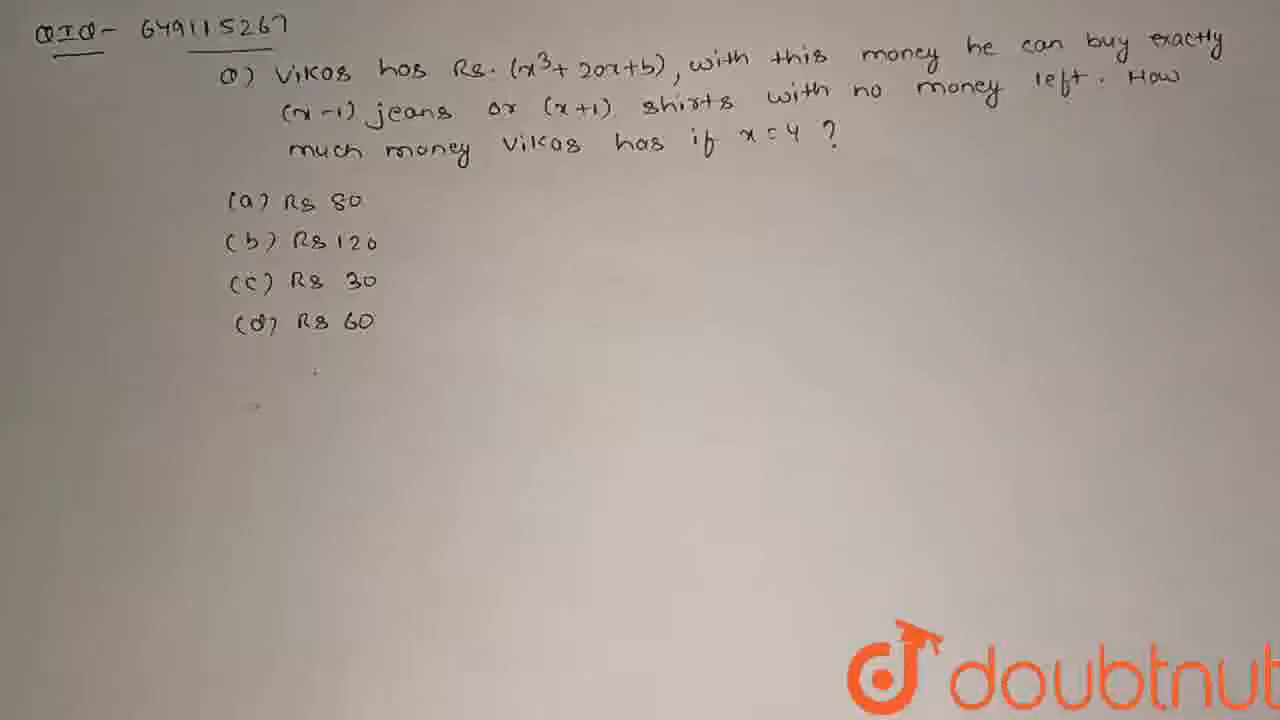 QID- 649115267
Q) Vikas has Rs. (x³+20x+b), with this money he can buy exactly
(x-1) jeans or (x+1) shirts with no money left. How
much money Vikas has if x=4?
(a) Rs 80
(b) Rs 120
(c) Rs 30
(d) Rs 60
doubtnut